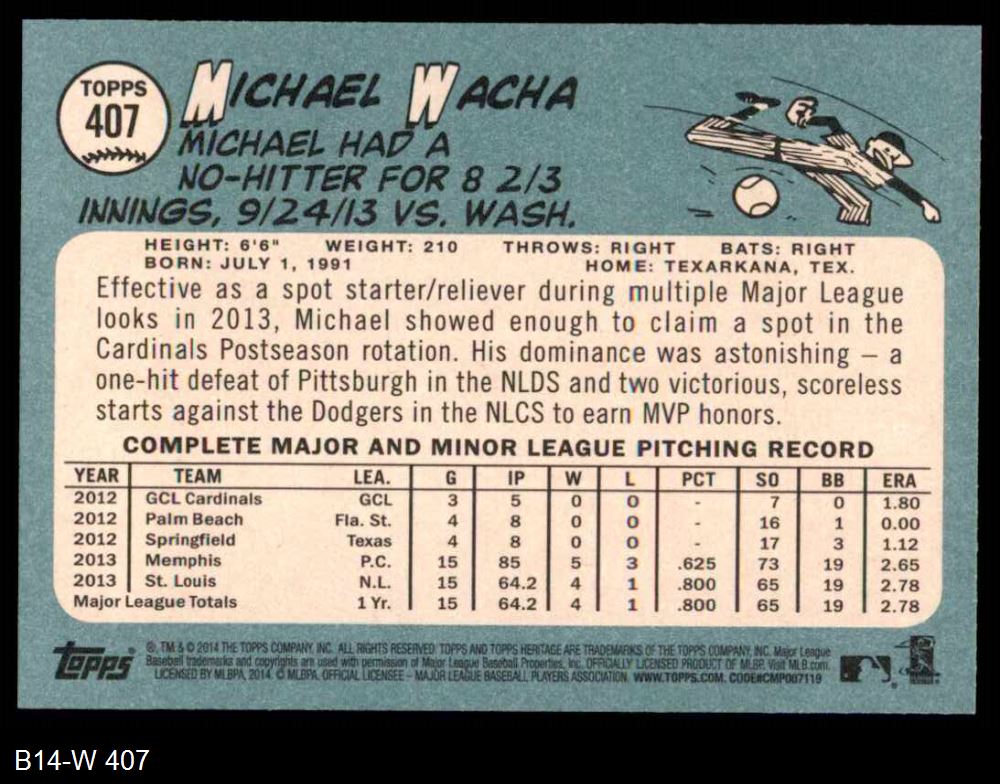 TOPPS
407
MICHAEL WACHA
MICHAEL HAD A
NO-HITTER FOR 8 2/3
INNINGS, 9/24/13 VS. WASH.
HEIGHT: 6'6" WEIGHT: 210 THROWS: RIGHT BATS: RIGHT
BORN: JULY 1, 1991 HOME: TEXARKANA, TEX.
Effective as a spot starter/reliever during multiple Major League
looks in 2013, Michael showed enough to claim a spot in the
Cardinals Postseason rotation. His dominance was astonishing – a
one-hit defeat of Pittsburgh in the NLDS and two victorious, scoreless
starts against the Dodgers in the NLCS to earn MVP honors.
COMPLETE MAJOR AND MINOR LEAGUE PITCHING RECORD
YEAR TEAM LEA. G IP W L PCT SO BB ERA
2012 GCL Cardinals GCL 3 5 0 0 - 7 0 1.80
2012 Palm Beach Fla. St. 4 8 0 0 - 16 1 0.00
2012 Springfield Texas 4 8 0 0 - 17 3 1.12
2013 Memphis P.C. 15 85 5 3 .625 73 19 2.65
2013 St. Louis N.L. 15 64.2 4 1 .800 65 19 2.78
Major League Totals 1 Yr. 15 64.2 4 1 .800 65 19 2.78
Topps
®, TM & © 2014 THE TOPPS COMPANY, INC. ALL RIGHTS RESERVED. TOPPS AND TOPPS HERITAGE ARE TRADEMARKS OF THE TOPPS COMPANY, INC. Major League
Baseball trademarks and copyrights are used with permission of Major League Baseball Properties, Inc. OFFICIALLY LICENSED PRODUCT OF MLBP. Visit MLB.com.
LICENSED BY MLBPA, 2014. © MLBPA. OFFICIAL LICENSEE – MAJOR LEAGUE BASEBALL PLAYERS ASSOCIATION. WWW.TOPPS.COM. CODE#CMP007119
B14-W 407